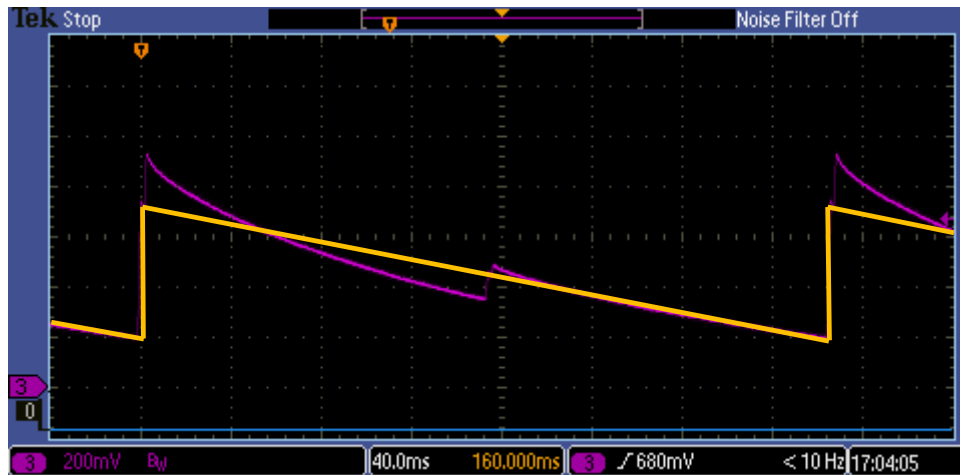 Tek Stop
Noise Filter Off
T
T
3
0
3 200mV BW
40.0ms 160.000ms
3 ∫ 680mV
< 10 Hz
17:04:05